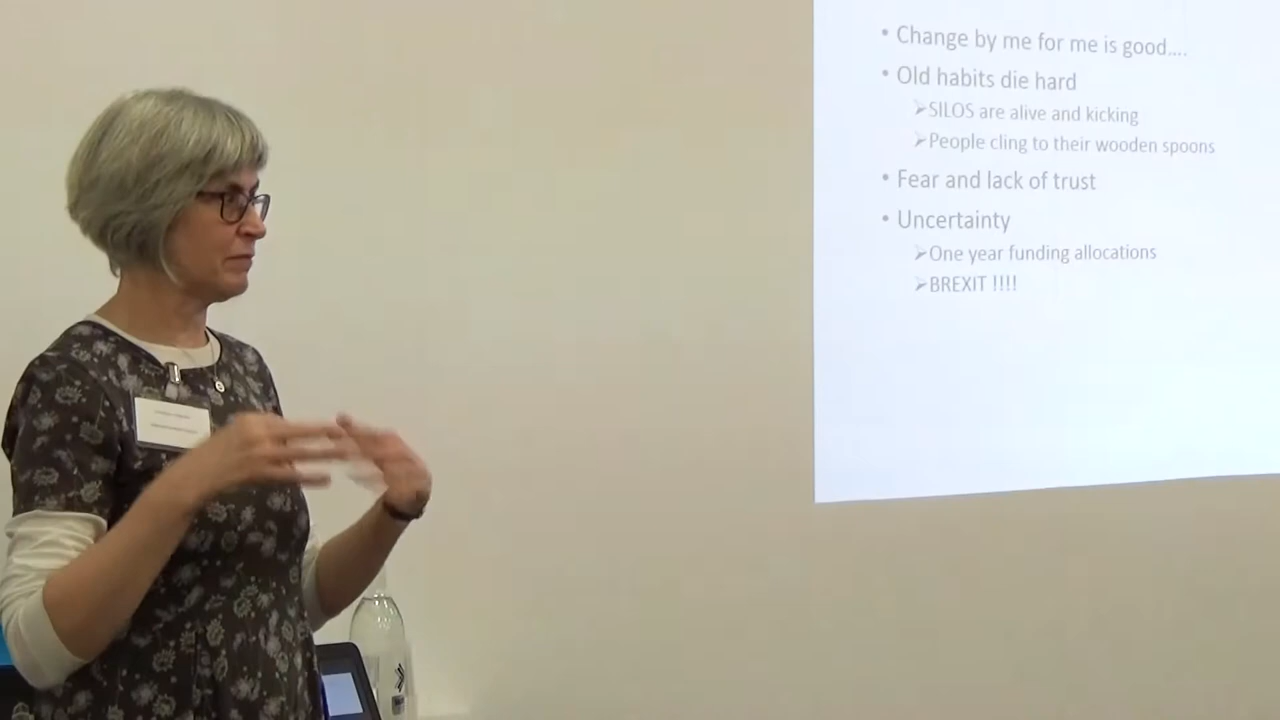 • Change by me for me is good....
• Old habits die hard
➢SILOS are alive and kicking
➢People cling to their wooden spoons
• Fear and lack of trust
• Uncertainty
➢One year funding allocations
➢BREXIT !!!!